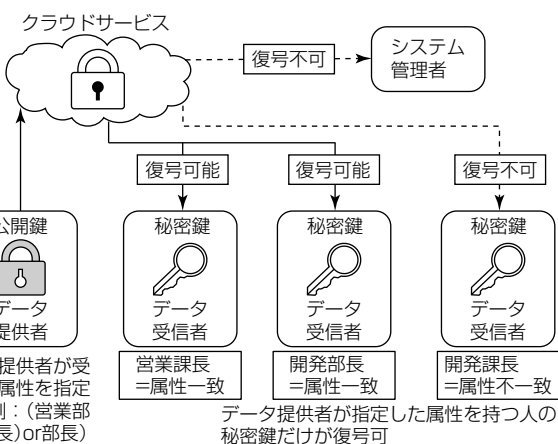 クラウドサービス
復号不可
システム
管理者
復号可能
復号可能
復号不可
公開鍵
データ
提供者
秘密鍵
データ
受信者
秘密鍵
データ
受信者
秘密鍵
データ
受信者
提供者が受
属性を指定
：（営業部
長）or部長）
営業課長
=属性一致
開発部長
=属性一致
開発課長
=属性不一致
データ提供者が指定した属性を持つ人の
秘密鍵だけが復号可